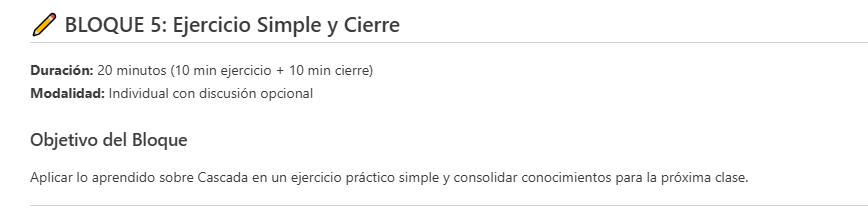 BLOQUE 5: Ejercicio Simple y Cierre
Duración: 20 minutos (10 min ejercicio + 10 min cierre)
Modalidad: Individual con discusión opcional
Objetivo del Bloque
Aplicar lo aprendido sobre Cascada en un ejercicio práctico simple y consolidar conocimientos para la próxima clase.